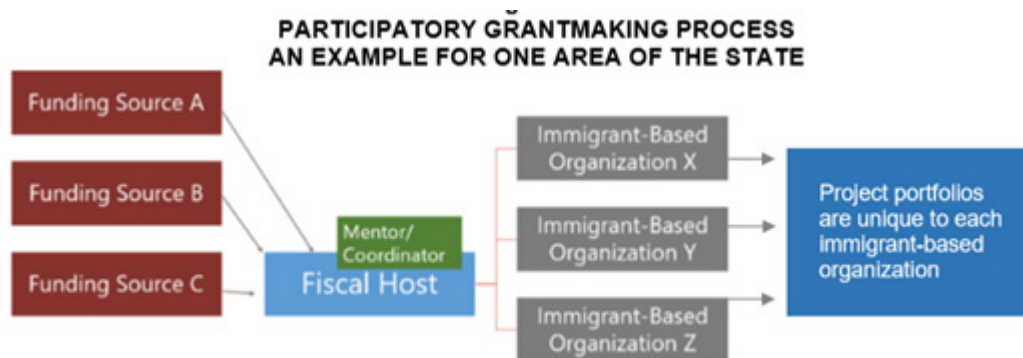 PARTICIPATORY GRANTMAKING PROCESS
AN EXAMPLE FOR ONE AREA OF THE STATE
Funding Source A
Funding Source B
Funding Source C
Mentor/
Coordinator
Fiscal Host
Immigrant-Based
Organization X
Immigrant-Based
Organization Y
Immigrant-Based
Organization Z
Project portfolios
are unique to each
immigrant-based
organization